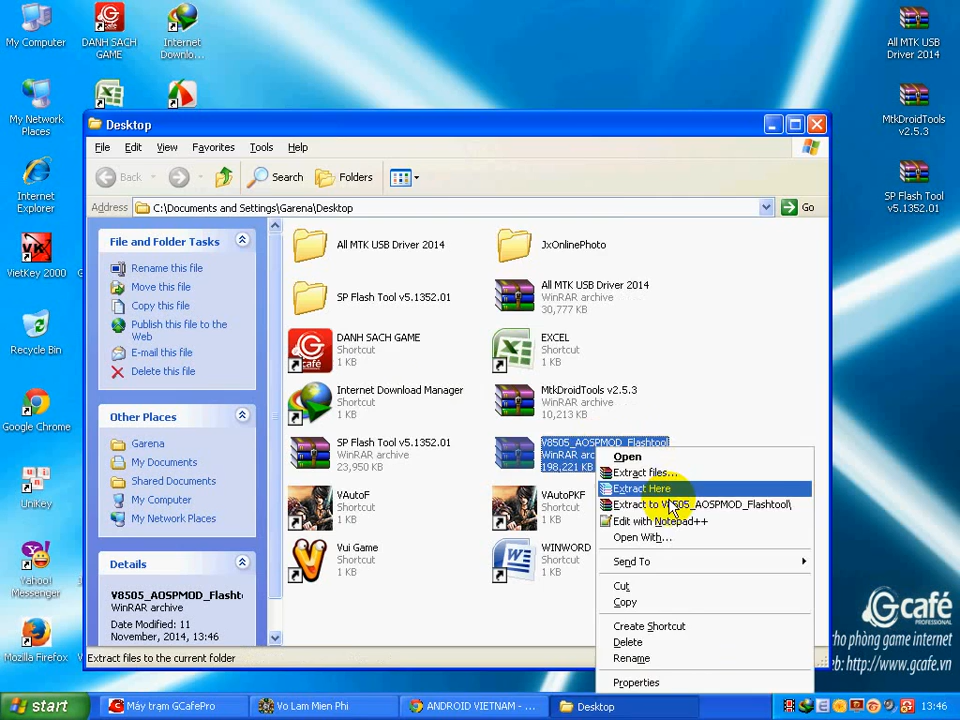 My Computer
DANH SACH
GAME
Internet
Downlo...
All MTK USB
Driver 2014
My Network
Places
MtkDroidTools
v2.5.3
Internet
Explorer
SP Flash Tool
v5.1352.01
VietKey 2000
Recycle Bin
Google Chrome
UniKey
Yahoo!
Messenger
Mozilla Firefox
Desktop
File
Edit
View
Favorites
Tools
Help
Back
Search
Folders
Address
C:\Documents and Settings\Garena\Desktop
Go
File and Folder Tasks
Rename this file
Move this file
Copy this file
Publish this file to the
Web
E-mail this file
Delete this file
Other Places
Garena
My Documents
Shared Documents
My Computer
My Network Places
Details
V8505_AOSPMOD_Flasht
WinRAR archive
Date Modified: 11
November, 2014, 13:46
All MTK USB Driver 2014
JxOnlinePhoto
SP Flash Tool v5.1352.01
All MTK USB Driver 2014
WinRAR archive
30,777 KB
DANH SACH GAME
Shortcut
1 KB
EXCEL
Shortcut
1 KB
Internet Download Manager
Shortcut
1 KB
MtkDroidTools v2.5.3
WinRAR archive
10,213 KB
SP Flash Tool v5.1352.01
WinRAR archive
23,950 KB
V8505_AOSPMOD_Flashtool
WinRAR arc
198,221 KB
VAutoF
Shortcut
1 KB
VAutoPKF
Shortcut
1 KB
Vui Game
Shortcut
1 KB
WINWORD
Shortcut
1 KB
Open
Extract files...
Extract Here
Extract to V8505_AOSPMOD_Flashtool\
Edit with Notepad++
Open With...
Send To
Cut
Copy
Create Shortcut
Delete
Rename
Properties
Extract files to the current folder
Gcafé
PROFESSIONAL
cho phòng game internet
eb: http://www.gcafe.vn
start
Máy trạm GCafePro
Vo Lam Mien Phi
ANDROID VIETNAM - ...
Desktop
13:46